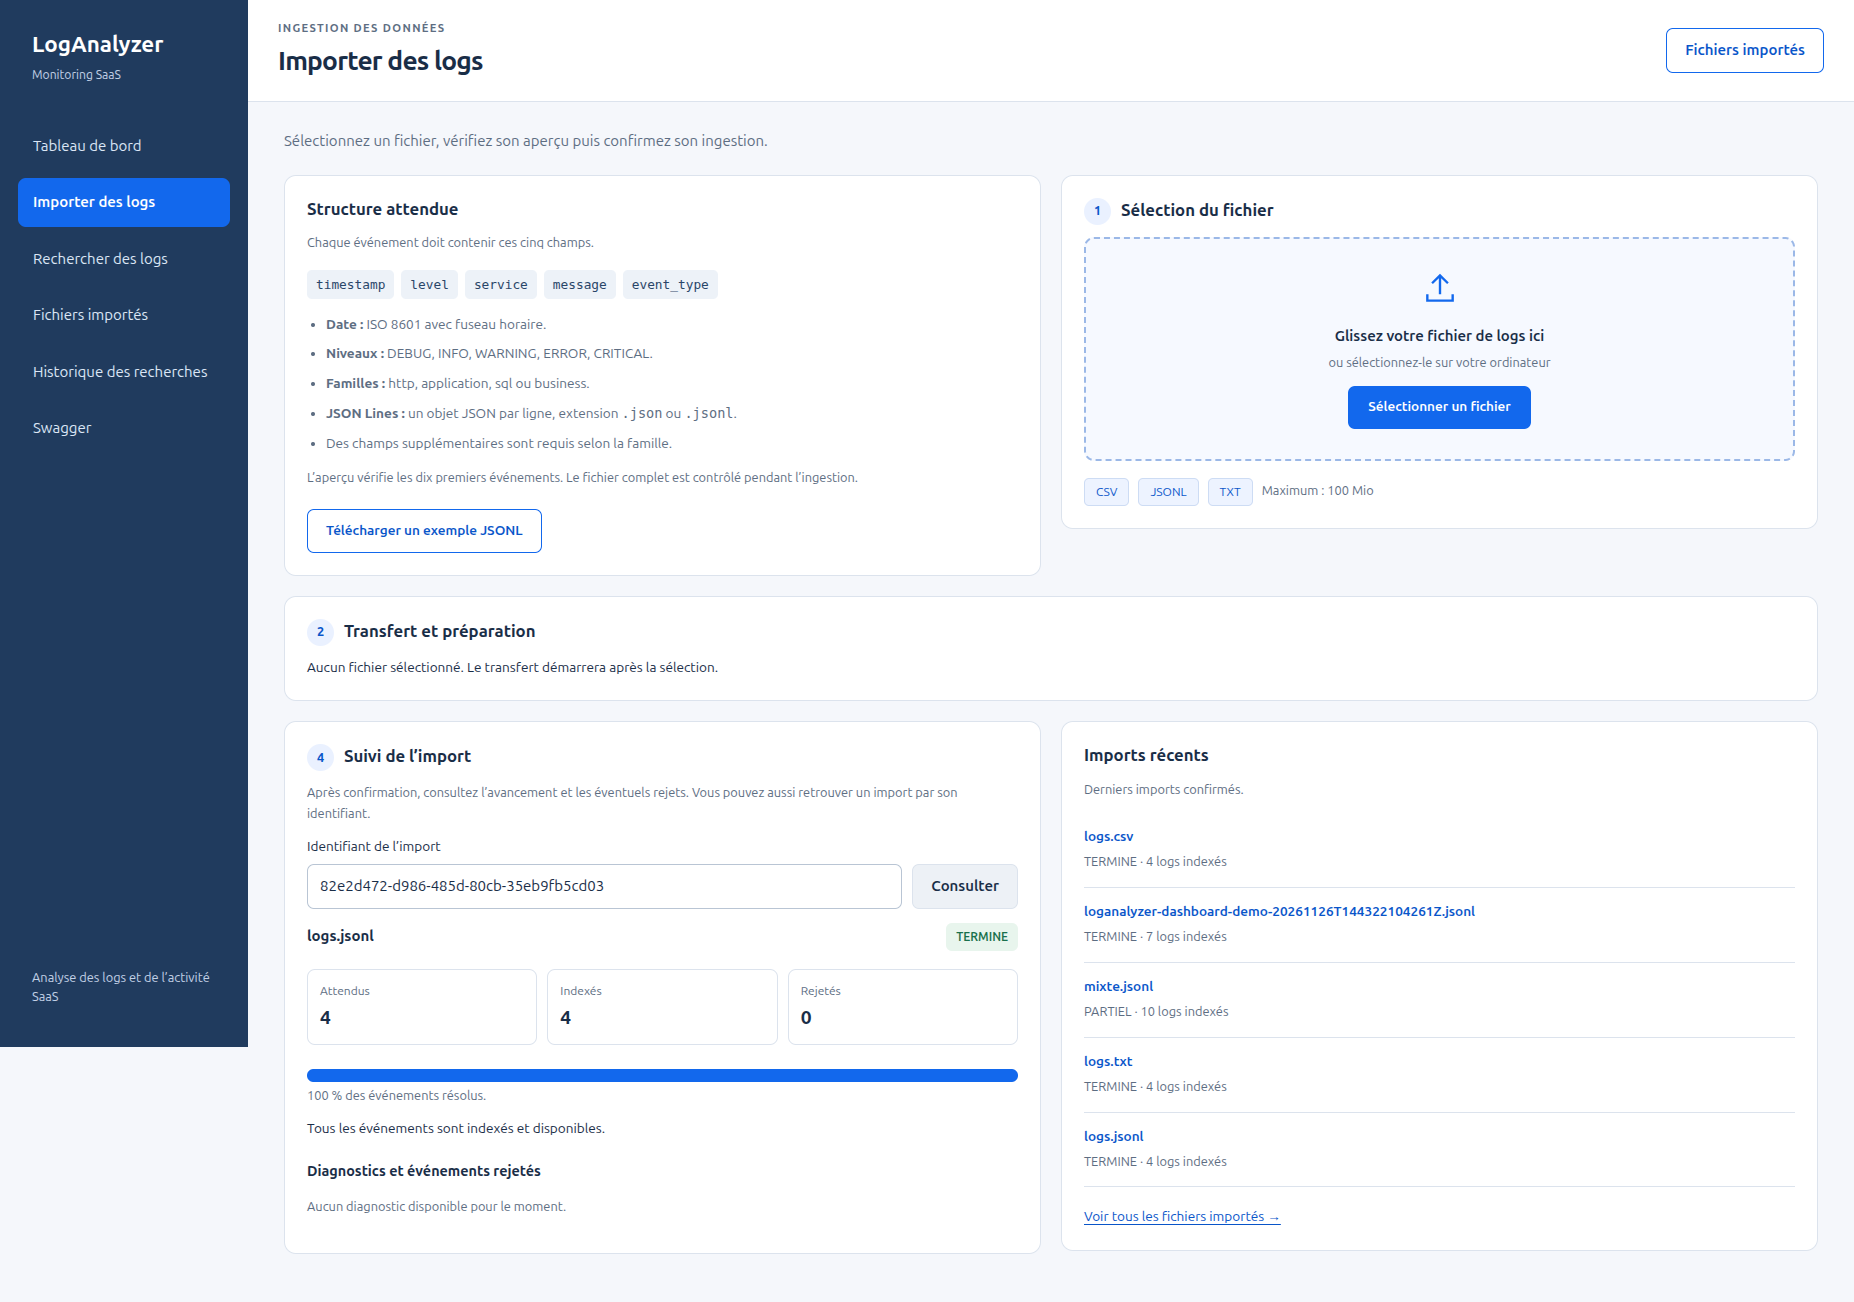 LogAnalyzer
Monitoring SaaS
Tableau de bord
Importer des logs
Rechercher des logs
Fichiers importés
Historique des recherches
Swagger
Analyse des logs et de l’activité
SaaS
INGESTION DES DONNÉES
Importer des logs
Fichiers importés
Sélectionnez un fichier, vérifiez son aperçu puis confirmez son ingestion.
Structure attendue
Chaque événement doit contenir ces cinq champs.
timestamp level service message event_type
• Date : ISO 8601 avec fuseau horaire.
• Niveaux : DEBUG, INFO, WARNING, ERROR, CRITICAL.
• Familles : http, application, sql ou business.
• JSON Lines : un objet JSON par ligne, extension .json ou .jsonl.
• Des champs supplémentaires sont requis selon la famille.
L’aperçu vérifie les dix premiers événements. Le fichier complet est contrôlé pendant l’ingestion.
Télécharger un exemple JSONL
1 Sélection du fichier
Glissez votre fichier de logs ici
ou sélectionnez-le sur votre ordinateur
Sélectionner un fichier
CSV JSONL TXT Maximum : 100 Mio
2 Transfert et préparation
Aucun fichier sélectionné. Le transfert démarrera après la sélection.
4 Suivi de l’import
Après confirmation, consultez l’avancement et les éventuels rejets. Vous pouvez aussi retrouver un import par son
identifiant.
Identifiant de l’import
82e2d472-d986-485d-80cb-35eb9fb5cd03 Consulter
logs.jsonl TERMINE
Attendus Indexés Rejetés
4 4 0
100 % des événements résolus.
Tous les événements sont indexés et disponibles.
Diagnostics et événements rejetés
Aucun diagnostic disponible pour le moment.
Imports récents
Derniers imports confirmés.
logs.csv
TERMINE · 4 logs indexés
loganalyzer-dashboard-demo-20261126T144322104261Z.jsonl
TERMINE · 7 logs indexés
mixte.jsonl
PARTIEL · 10 logs indexés
logs.txt
TERMINE · 4 logs indexés
logs.jsonl
TERMINE · 4 logs indexés
Voir tous les fichiers importés →